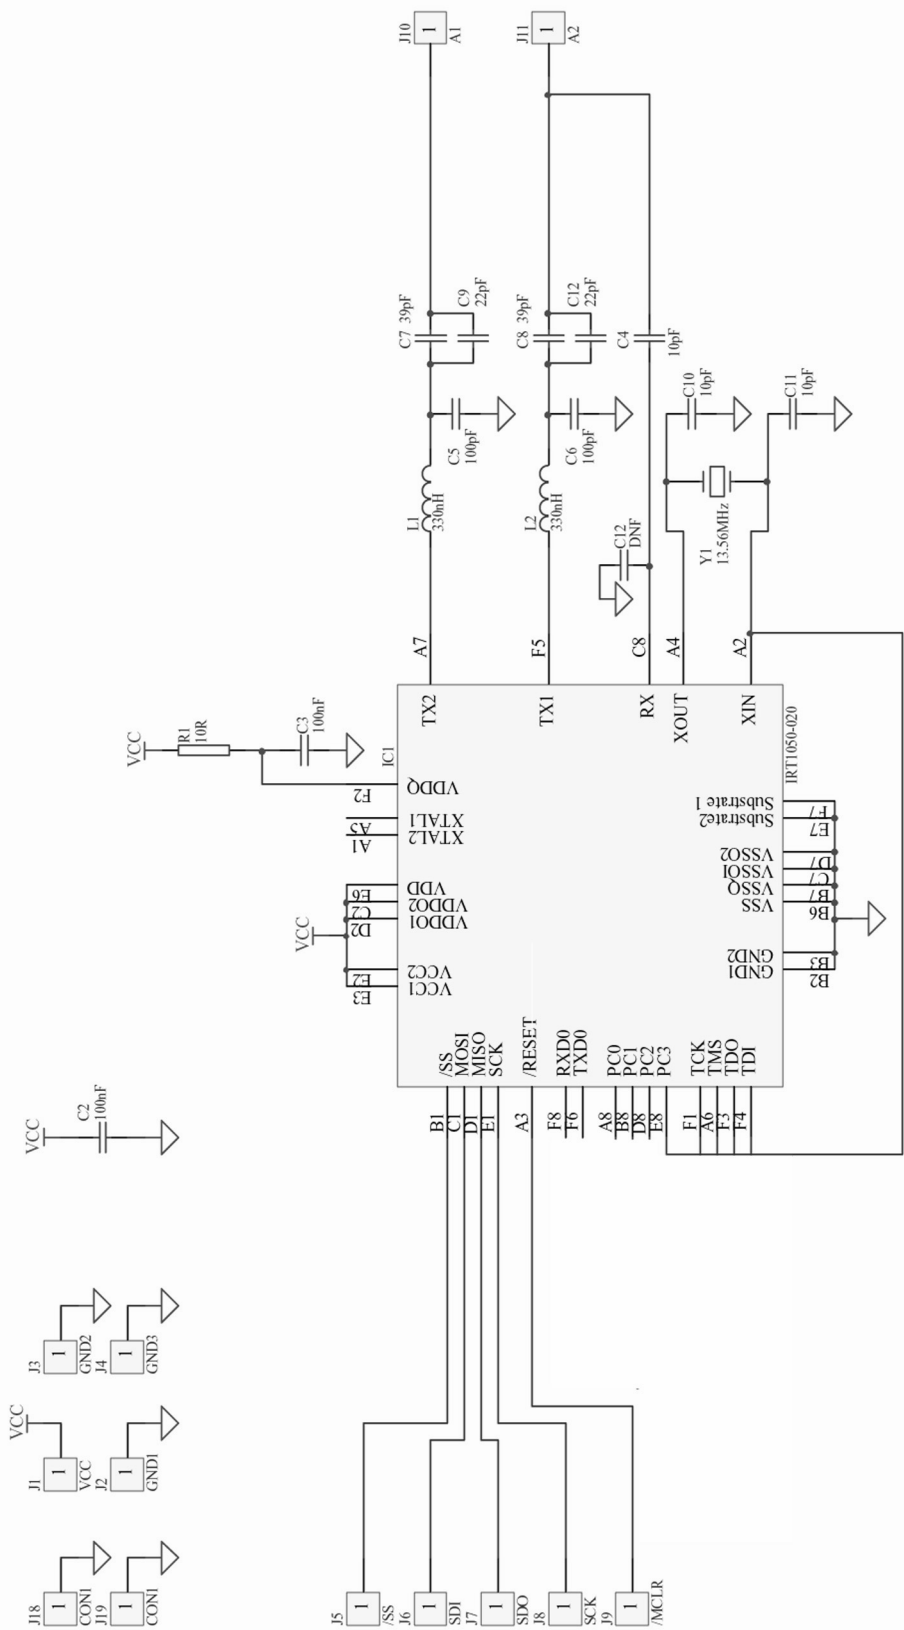 J10
1
A1
J11
1
A2
C7 39pF
C9
22pF
C8 39pF
C12
22pF
C4
10pF
C5
100pF
C6
100pF
C10
10pF
C11
10pF
L1
330nH
L2
330nH
C12
DNF
Y1
13.56MHz
A7
F5
C8
A4
A2
TX2
TX1
RX
XOUT
XIN
VCC
R1
10R
C3
100nF
IC1
IRT1050-020
F2
VDDQ
A5
XTAL1
A1
XTAL2
VCC
E6
VDD
C2
VDDO2
D2
VDDO1
E2
VCC2
E3
VCC1
Substrate 1
F7
Substrate2
E7
VSSO2
D7
VSSO1
C7
VSSQ
B7
VSS
B6
GND2
B3
GND1
B2
/SS
MOSI
MISO
SCK
/RESET
RXD0
TXD0
PC0
PC1
PC2
PC3
TCK
TMS
TDO
TDI
B1
C1
D1
E1
A3
F8
F6
A8
B8
D8
E8
F1
A6
F3
F4
VCC
C2
100nF
J3
1
GND2
J4
1
GND3
VCC
J1
1
VCC
J2
1
GND1
J18
1
CON1
J19
1
CON1
J5
1
/SS
J6
1
SDI
J7
1
SDO
J8
1
SCK
J9
1
/MCLR